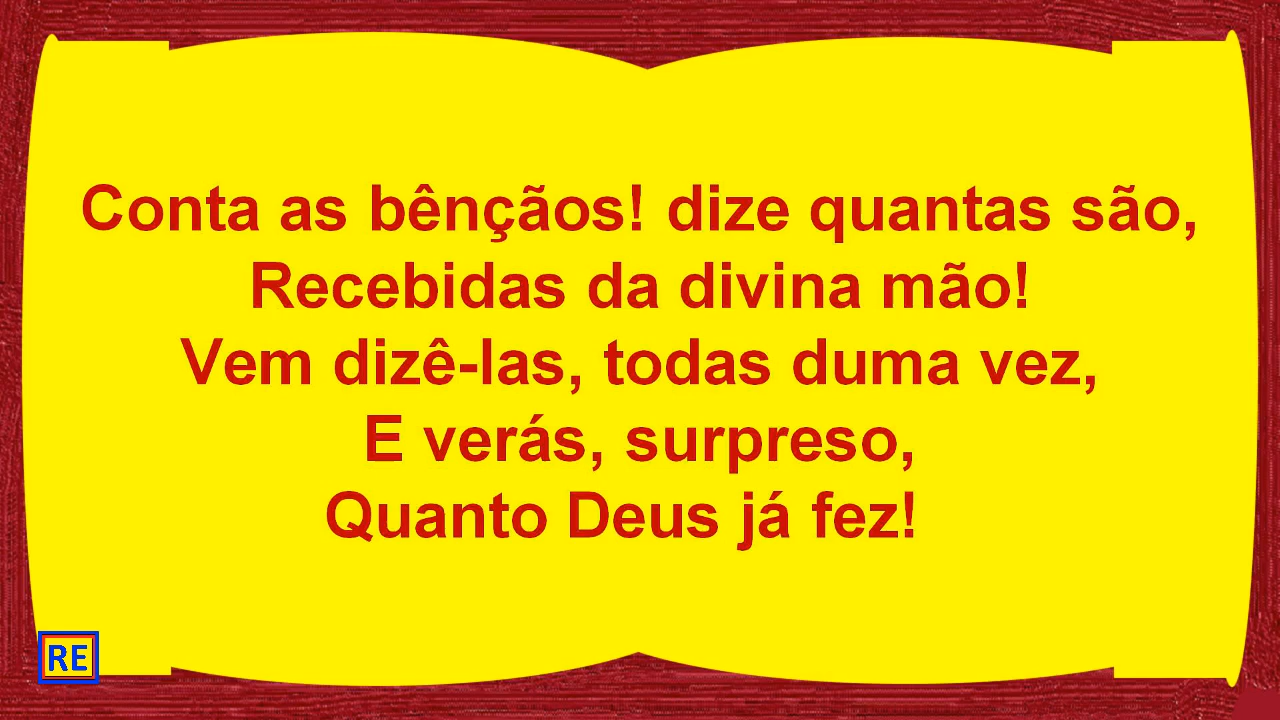 Conta as bênçãos! dize quantas são,
Recebidas da divina mão!
Vem dizê-las, todas duma vez,
E verás, surpreso,
Quanto Deus já fez!
RE